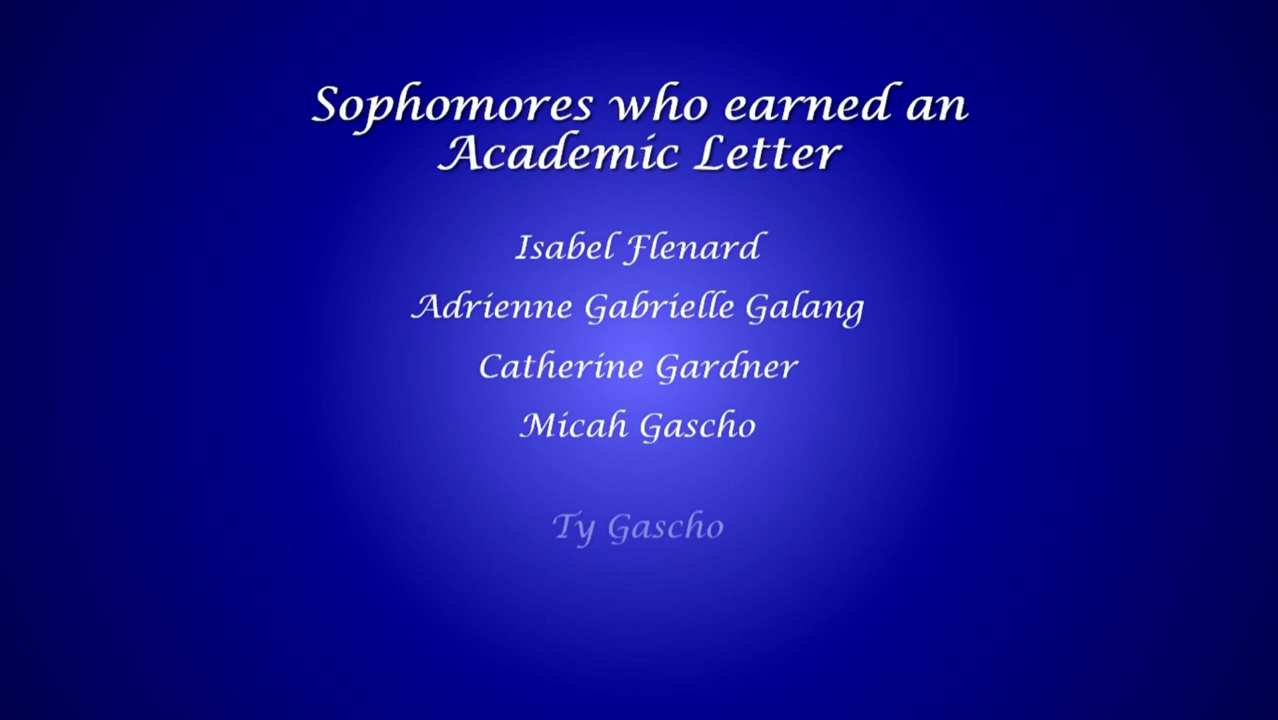 Sophomores who earned an
Academic Letter
Isabel Flenard
Adrienne Gabrielle Galang
Catherine Gardner
Micah Gascho
Ty Gascho